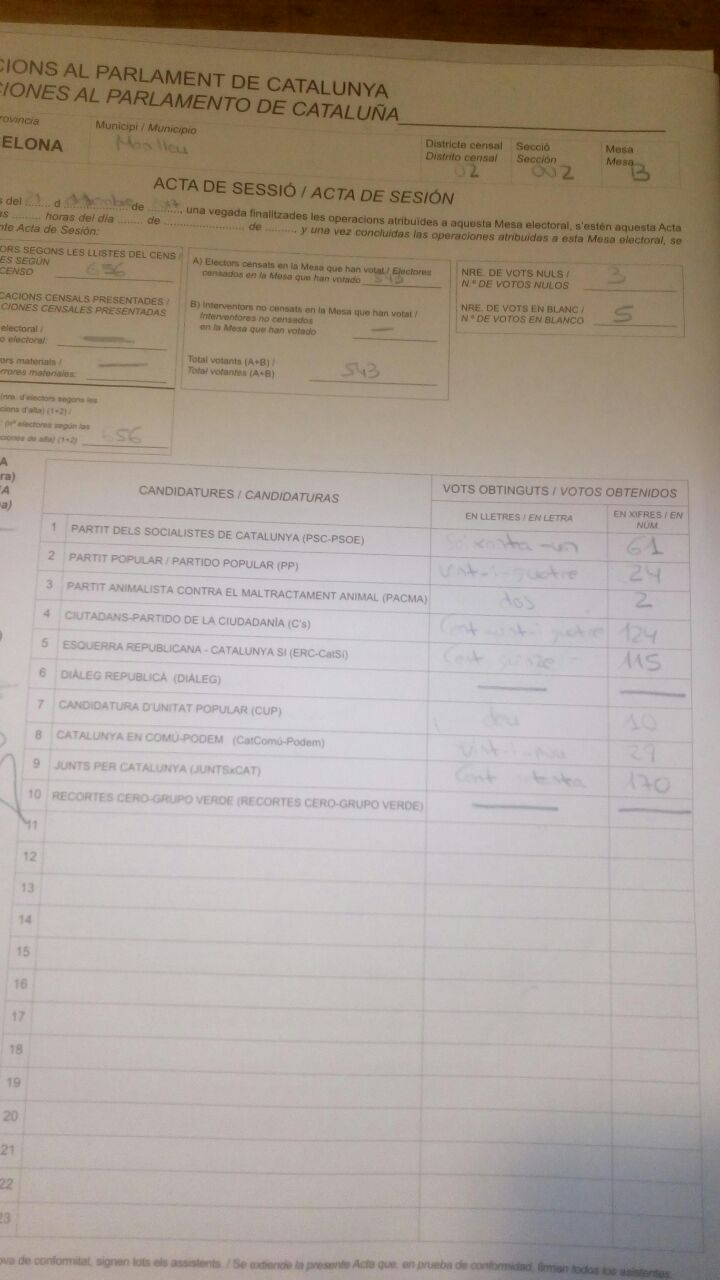 CIONS AL PARLAMENT DE CATALUNYA
CIONES AL PARLAMENTO DE CATALUÑA
rovíncia
ELONA
Municipi / Municipio
Manlleu
Districte censal
Distrito censal
02
Secció
Sección
002
Mesa
Mesa
B
ACTA DE SESSIÓ / ACTA DE SESIÓN
s del 21 d desembre de 2017, una vegada finalitzades les operacions atribuïdes a aquesta Mesa electoral, s'estén aquesta Acta
as ......... horas del día ........ de ........................... de ........., y una vez concluidas las operaciones atribuidas a esta Mesa electoral, se
nte Acta de Sesión:
ORS SEGONS LES LLISTES DEL CENS /
ES SEGÚN
CENSO 656
CACIONS CENSALS PRESENTADES /
CIONES CENSALES PRESENTADAS
electoral /
o electoral: —
ors materials /
rrores materiales: —
(nre. d'electors segons les
cions d'alta) (1+2) /
: (nº electores según las
ciones de alta) (1+2) 656
A) Electors censats en la Mesa que han votat / Electores
censados en la Mesa que han votado 543
B) Interventors no censats en la Mesa que han votat /
Interventores no censados
en la Mesa que han votado —
Total votants (A+B) /
Total votantes (A+B) 543
NRE. DE VOTS NULS /
N.º DE VOTOS NULOS 3
NRE. DE VOTS EN BLANC /
N.º DE VOTOS EN BLANCO 5
A
ra)
IA
a)
CANDIDATURES / CANDIDATURAS
VOTS OBTINGUTS / VOTOS OBTENIDOS
EN LLETRES / EN LETRA
EN XIFRES / EN
NÚM.
1 PARTIT DELS SOCIALISTES DE CATALUNYA (PSC-PSOE) Seixanta-un 61
2 PARTIT POPULAR / PARTIDO POPULAR (PP) Vint-i-quatre 24
3 PARTIT ANIMALISTA CONTRA EL MALTRACTAMENT ANIMAL (PACMA) dos 2
4 CIUTADANS-PARTIDO DE LA CIUDADANÍA (C's) Cent vint-i-quatre 124
5 ESQUERRA REPUBLICANA - CATALUNYA SÍ (ERC-CatSí) Cent quinze - 115
6 DIÀLEG REPUBLICÀ (DIÀLEG) — —
7 CANDIDATURA D'UNITAT POPULAR (CUP) deu 10
8 CATALUNYA EN COMÚ-PODEM (CatComú-Podem) Vint-i-nou 29
9 JUNTS PER CATALUNYA (JUNTSxCAT) Cent setanta 170
10 RECORTES CERO-GRUPO VERDE (RECORTES CERO-GRUPO VERDE) — —
11
12
13
14
15
16
17
18
19
20
21
22
23
ova de conformitat, signen tots els assistents. / Se extiende la presente Acta que, en prueba de conformidad, firman todos los asistentes.